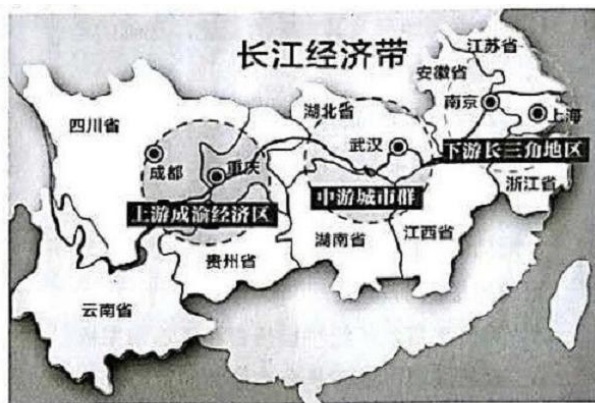 长江经济带
江苏省
安徽省
南京
上海
四川省
湖北省
武汉
成都
重庆
下游长三角地区
上游成渝经济区
中游城市群
浙江省
湖南省
江西省
贵州省
云南省